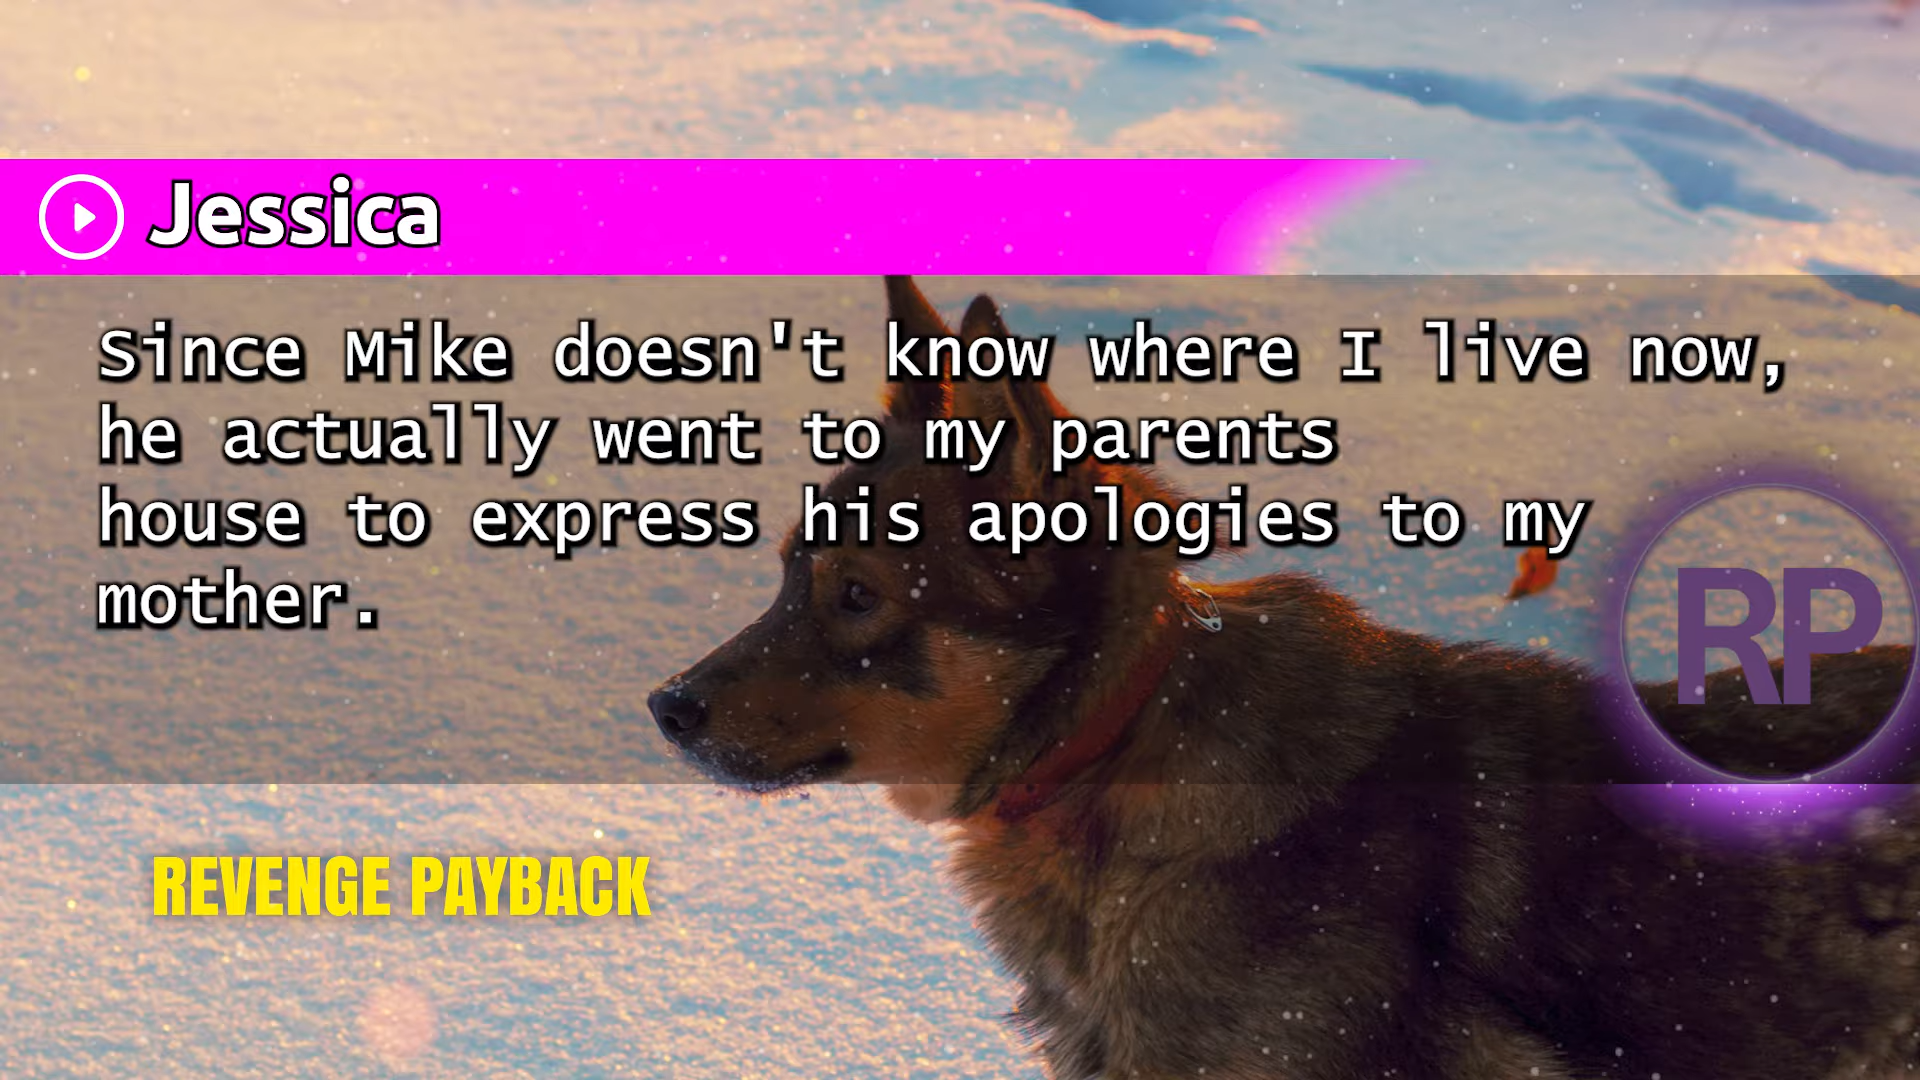 Jessica
Since Mike doesn't know where I live now,
he actually went to my parents
house to express his apologies to my
mother.
RP
REVENGE PAYBACK